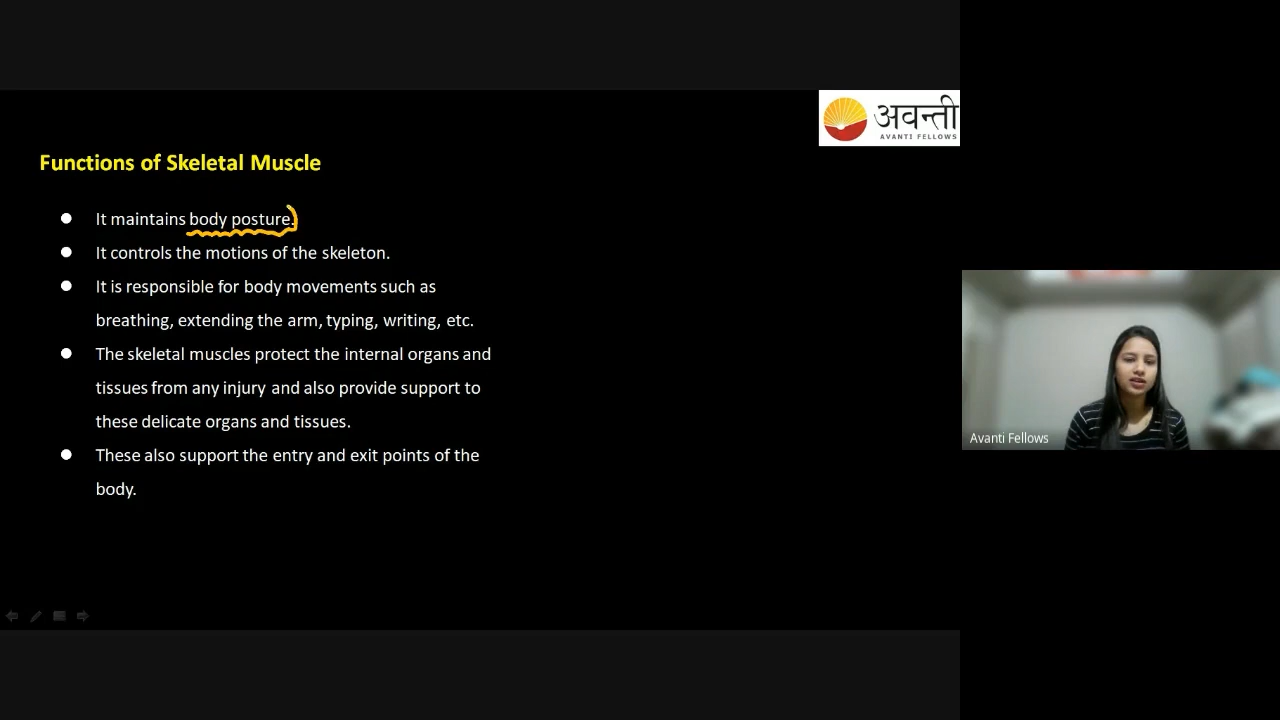 अवन्ती
AVANTI FELLOWS
Functions of Skeletal Muscle
It maintains body posture.
It controls the motions of the skeleton.
It is responsible for body movements such as
breathing, extending the arm, typing, writing, etc.
The skeletal muscles protect the internal organs and
tissues from any injury and also provide support to
these delicate organs and tissues.
These also support the entry and exit points of the
body.
Avanti Fellows